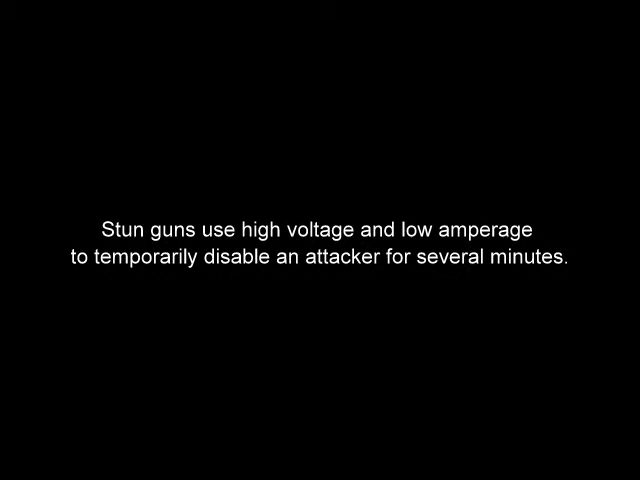 Stun guns use high voltage and low amperage
to temporarily disable an attacker for several minutes.